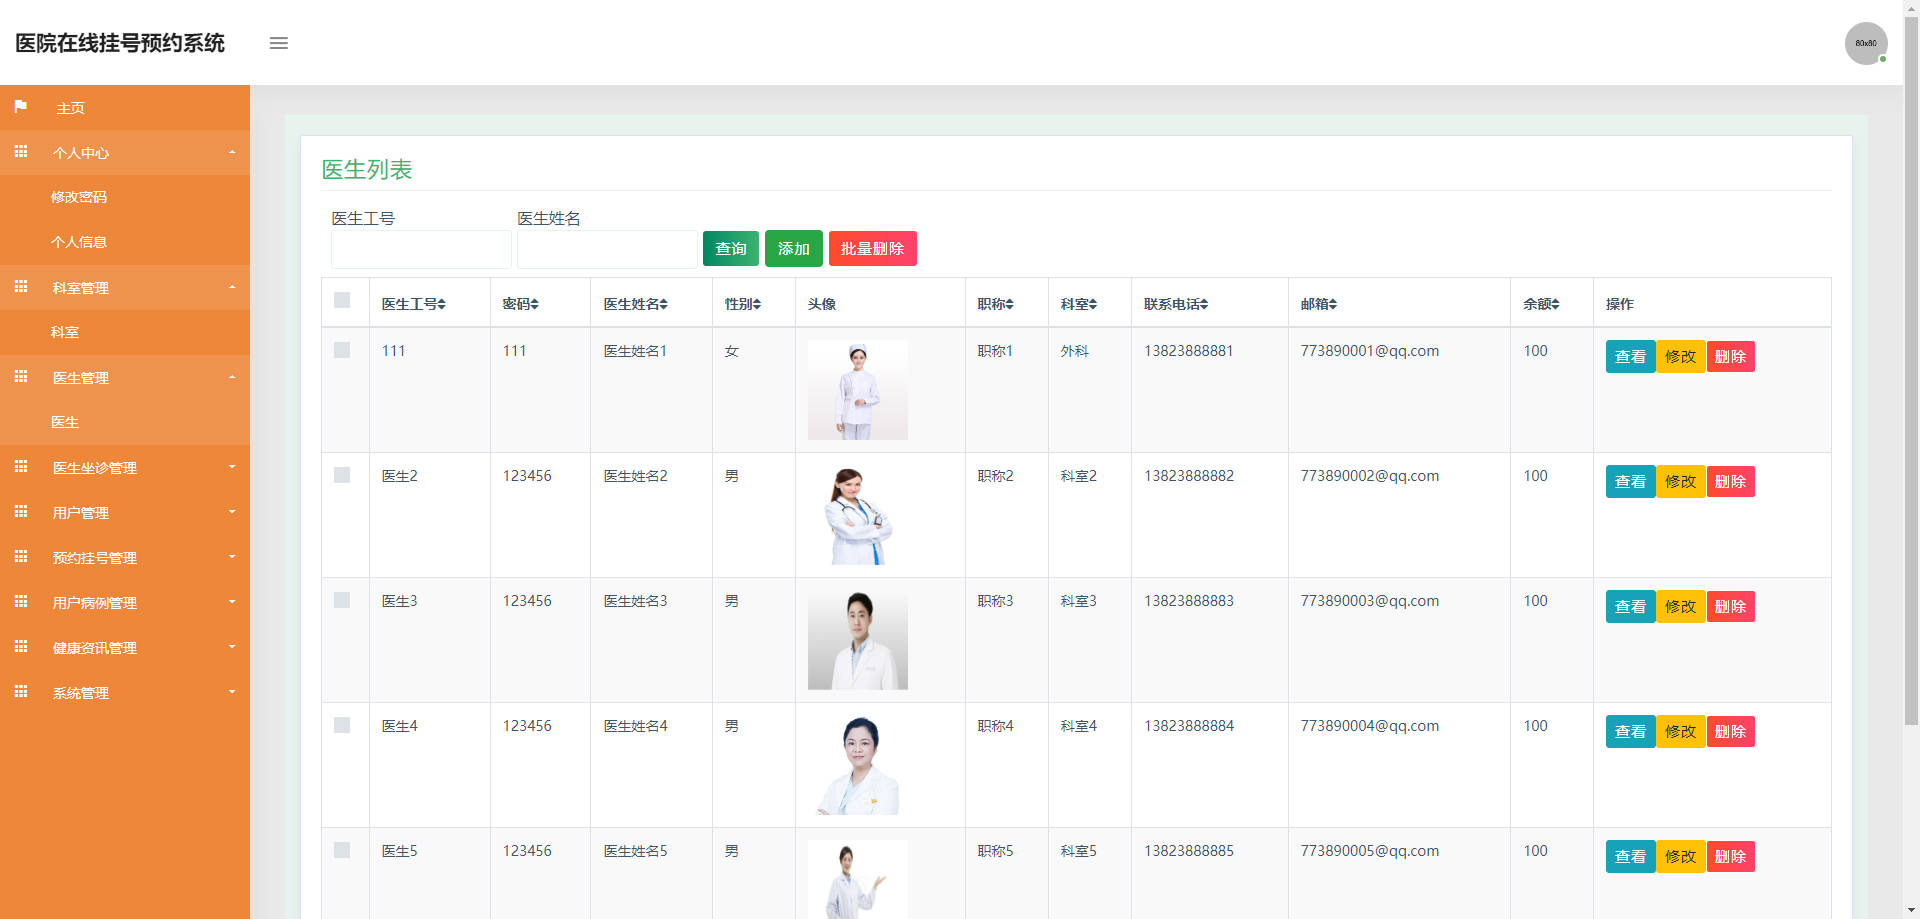 医院在线挂号预约系统
80x80
主页
个人中心
修改密码
个人信息
科室管理
科室
医生管理
医生
医生坐诊管理
用户管理
预约挂号管理
用户病例管理
健康资讯管理
系统管理
医生列表
医生工号 医生姓名
查询 添加 批量删除
医生工号 密码 医生姓名 性别 头像 职称 科室 联系电话 邮箱 余额 操作
111 111 医生姓名1 女 职称1 外科 13823888881 773890001@qq.com 100 查看 修改 删除
医生2 123456 医生姓名2 男 职称2 科室2 13823888882 773890002@qq.com 100 查看 修改 删除
医生3 123456 医生姓名3 男 职称3 科室3 13823888883 773890003@qq.com 100 查看 修改 删除
医生4 123456 医生姓名4 男 职称4 科室4 13823888884 773890004@qq.com 100 查看 修改 删除
医生5 123456 医生姓名5 男 职称5 科室5 13823888885 773890005@qq.com 100 查看 修改 删除